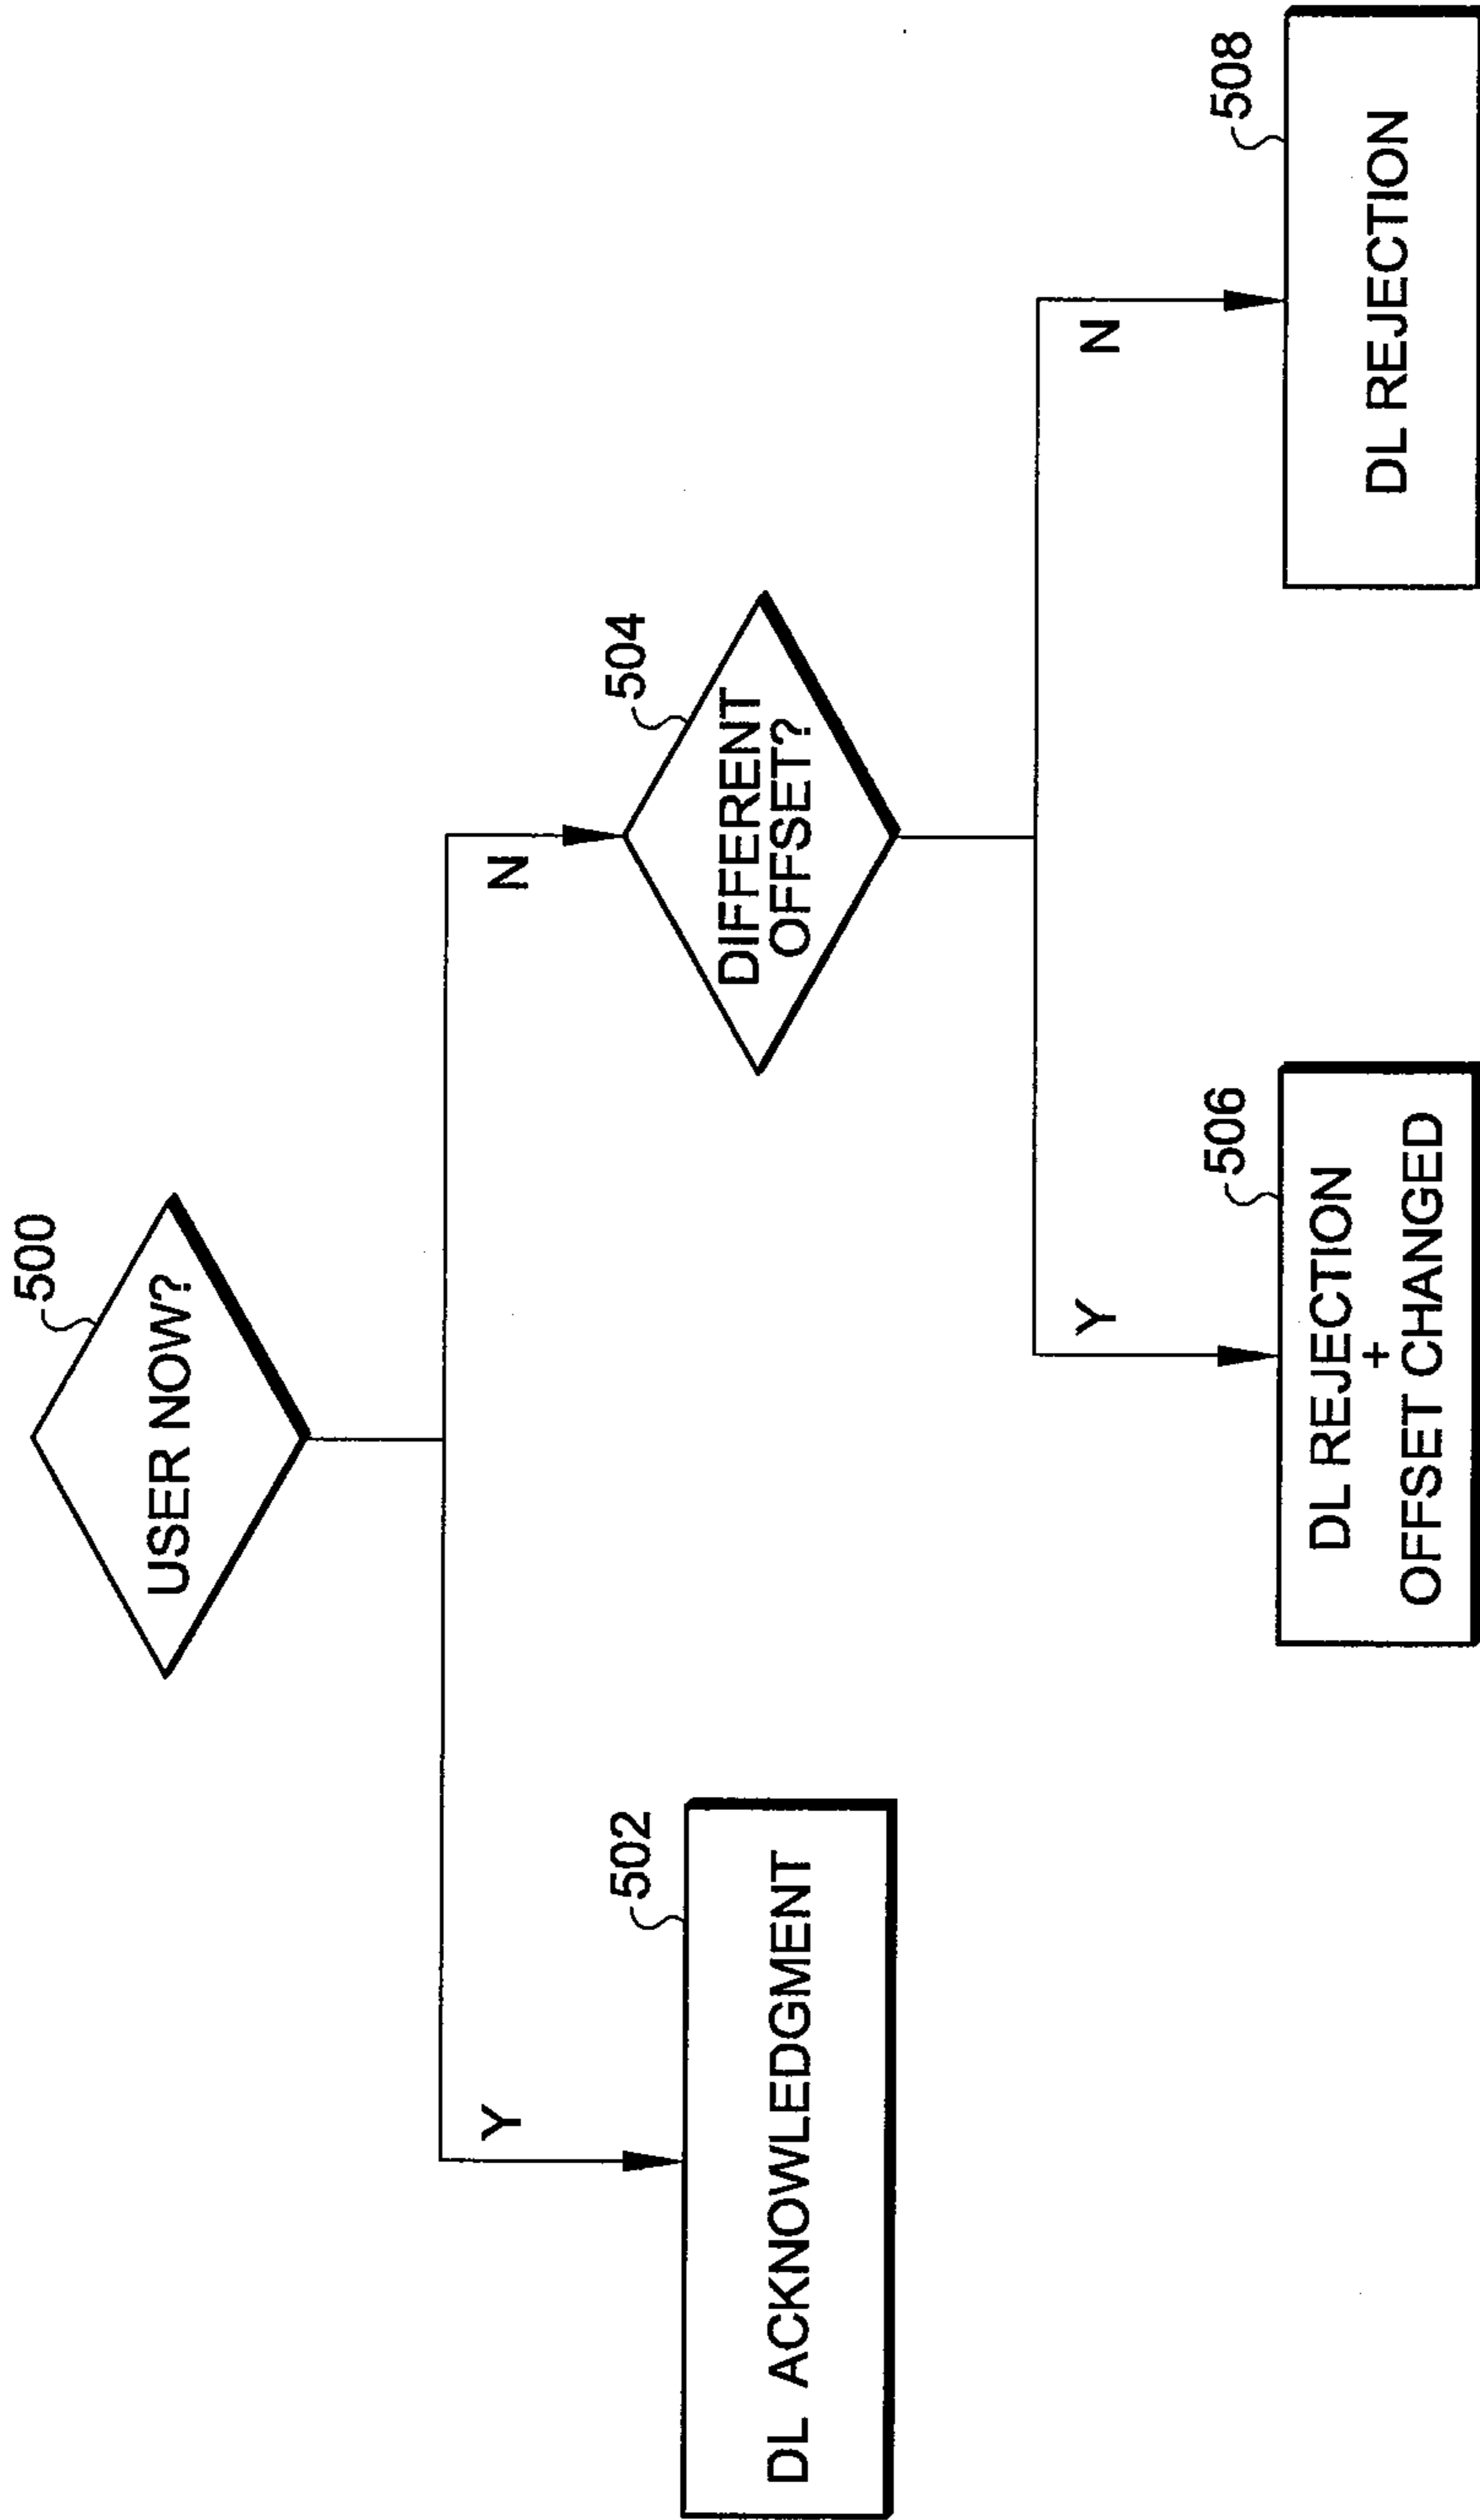 500
USER NOW?
Y
N
502
DL ACKNOWLEDGMENT
504
DIFFERENT
OFFSET?
Y
N
506
DL REJECTION
+
OFFSET CHANGED
508
DL REJECTION